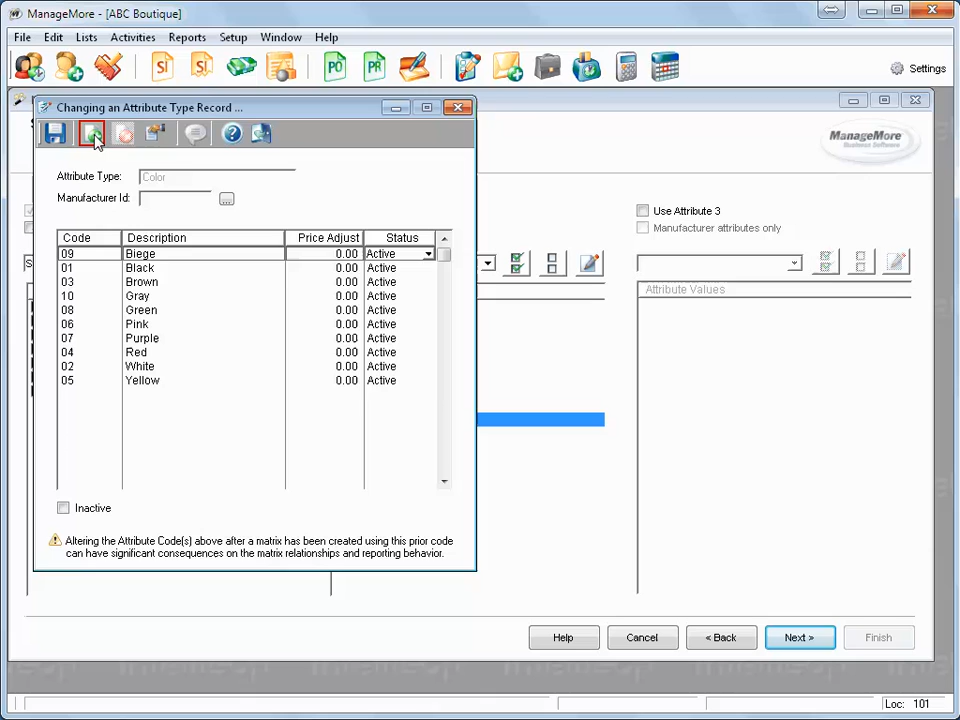 ManageMore - [ABC Boutique]
File Edit Lists Activities Reports Setup Window Help
SI SI PO PR Settings
Changing an Attribute Type Record ...
ManageMore
Business Software
Attribute Type: Color
Manufacturer Id: ...
Use Attribute 3
Manufacturer attributes only
Code Description Price Adjust Status
09 Biege 0.00 Active
01 Black 0.00 Active
03 Brown 0.00 Active
10 Gray 0.00 Active
08 Green 0.00 Active
06 Pink 0.00 Active
07 Purple 0.00 Active
04 Red 0.00 Active
02 White 0.00 Active
05 Yellow 0.00 Active
Attribute Values
Inactive
Altering the Attribute Code(s) above after a matrix has been created using this prior code
can have significant consequences on the matrix relationships and reporting behavior.
Help Cancel < Back Next > Finish
Loc: 101